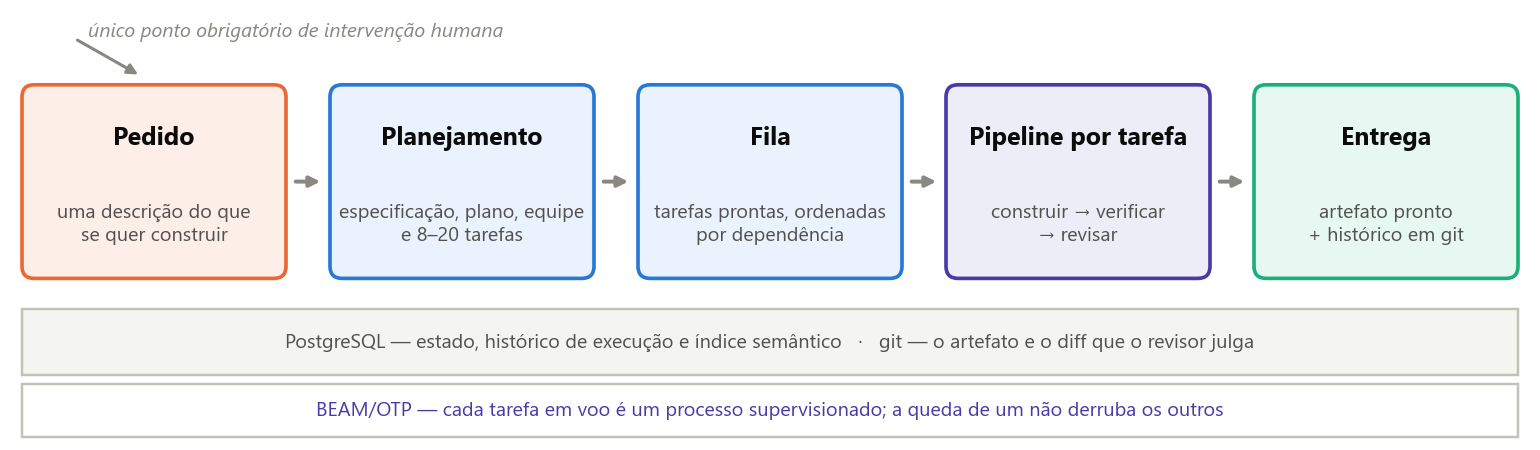 único ponto obrigatório de intervenção humana
Pedido
uma descrição do que
se quer construir
Planejamento
especificação, plano, equipe
e 8–20 tarefas
Fila
tarefas prontas, ordenadas
por dependência
Pipeline por tarefa
construir → verificar
→ revisar
Entrega
artefato pronto
+ histórico em git
PostgreSQL — estado, histórico de execução e índice semântico · git — o artefato e o diff que o revisor julga
BEAM/OTP — cada tarefa em voo é um processo supervisionado; a queda de um não derruba os outros